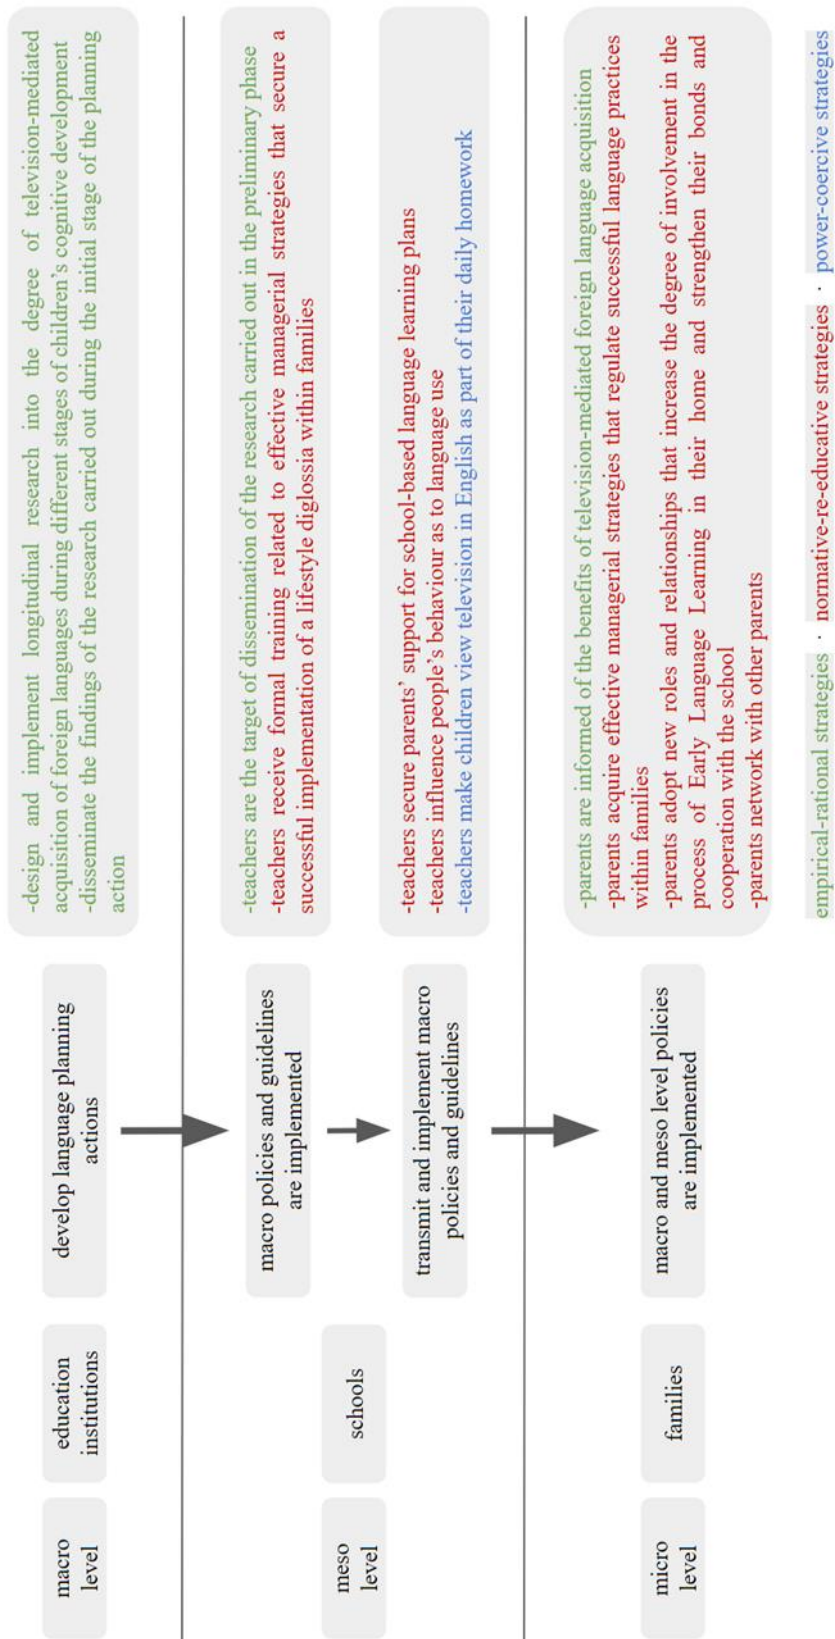 macro
level
education
institutions
develop language planning
actions
-design and implement longitudinal research into the degree of television-mediated
acquisition of foreign languages during different stages of children's cognitive development
-disseminate the findings of the research carried out during the initial stage of the planning
action
meso
level
schools
macro policies and guidelines
are implemented
-teachers are the target of dissemination of the research carried out in the preliminary phase
-teachers receive formal training related to effective managerial strategies that secure a
successful implementation of a lifestyle diglossia within families
transmit and implement macro
policies and guidelines
-teachers secure parents' support for school-based language learning plans
-teachers influence people's behaviour as to language use
-teachers make children view television in English as part of their daily homework
micro
level
families
macro and meso level policies
are implemented
-parents are informed of the benefits of television-mediated foreign language acquisition
-parents acquire effective managerial strategies that regulate successful language practices
within families
-parents adopt new roles and relationships that increase the degree of involvement in the
process of Early Language Learning in their home and strengthen their bonds and
cooperation with the school
-parents network with other parents
empirical-rational strategies · normative-re-educative strategies · power-coercive strategies